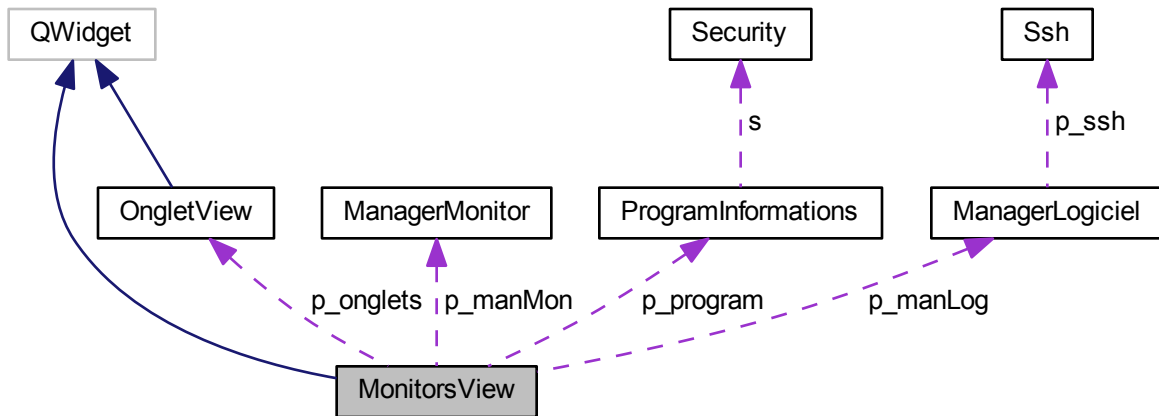 QWidget
Security
Ssh
s
p_ssh
OngletView
ManagerMonitor
ProgramInformations
ManagerLogiciel
p_onglets
p_manMon
p_program
p_manLog
MonitorsView